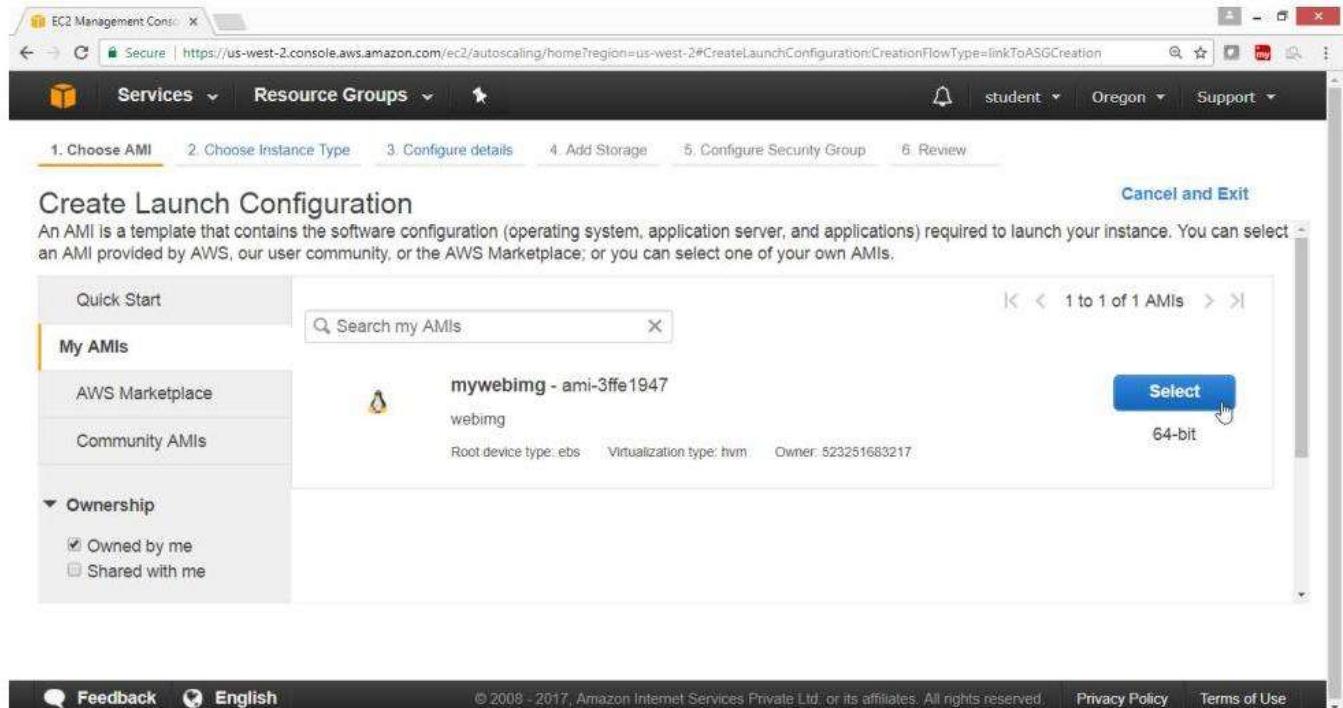 EC2 Management Conso
Secure | https://us-west-2.console.aws.amazon.com/ec2/autoscaling/home?region=us-west-2#CreateLaunchConfiguration:CreationFlowType=linkToASGCreation
my
Services Resource Groups student Oregon Support
1. Choose AMI 2. Choose Instance Type 3. Configure details 4. Add Storage 5. Configure Security Group 6. Review
Create Launch Configuration Cancel and Exit
An AMI is a template that contains the software configuration (operating system, application server, and applications) required to launch your instance. You can select
an AMI provided by AWS, our user community, or the AWS Marketplace; or you can select one of your own AMIs.
Quick Start
My AMIs
AWS Marketplace
Community AMIs
Ownership
Owned by me
Shared with me
1 to 1 of 1 AMIs
Search my AMIs
mywebimg - ami-3ffe1947
webimg
Root device type: ebs Virtualization type: hvm Owner: 523251683217
Select
64-bit
Feedback English © 2008 - 2017, Amazon Internet Services Private Ltd. or its affiliates. All rights reserved. Privacy Policy Terms of Use